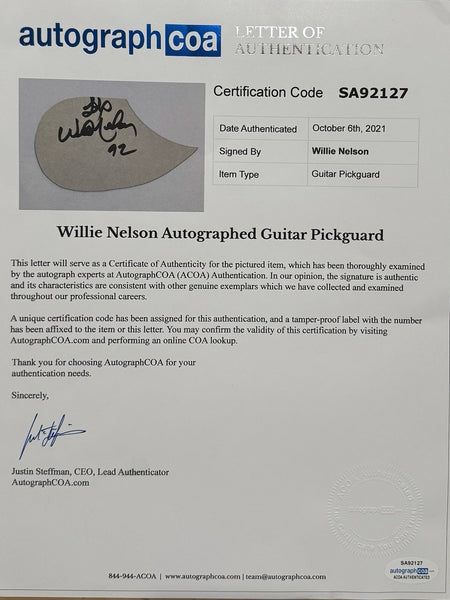 autographcoa LETTER OF
AUTHENTICATION
Certification Code SA92127
Date Authenticated October 6th, 2021
Signed By Willie Nelson
Item Type Guitar Pickguard
92
Willie Nelson Autographed Guitar Pickguard
This letter will serve as a Certificate of Authenticity for the pictured item, which has been thoroughly examined
by the autograph experts at AutographCOA (ACOA) Authentication. In our opinion, the signature is authentic
and its characteristics are consistent with other genuine exemplars which we have collected and examined
throughout our professional careers.
A unique certification code has been assigned for this authentication, and a tamper-proof label with the number
has been affixed to the item or this letter. You may confirm the validity of this certification by visiting
AutographCOA.com and performing an online COA lookup.
Thank you for choosing AutographCOA for your
authentication needs.
Sincerely,
Justin Steffman, CEO, Lead Authenticator
AutographCOA.com
autographcoa
SA92127
autographcoa
ACOA AUTHENTICATED
844-944-ACOA | www.autographcoa.com | team@autographcoa.com